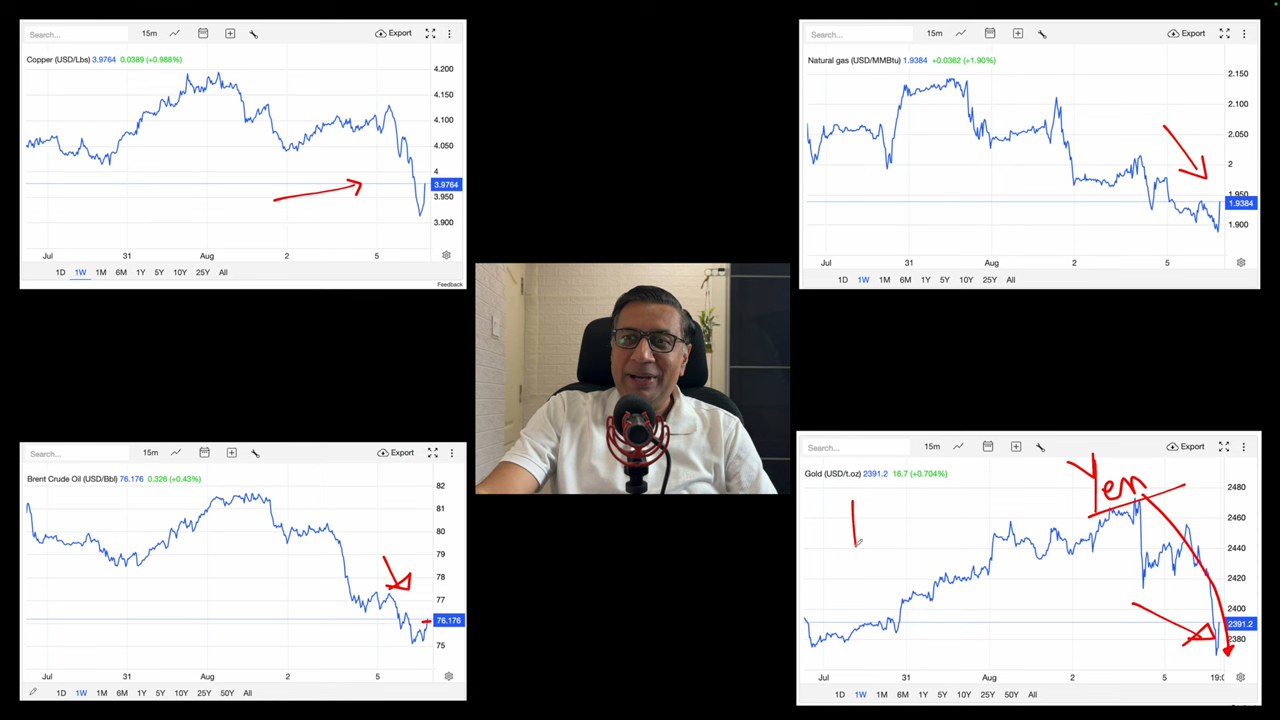 Search...
15m
Export
Copper (USD/Lbs) 3.9764 0.0389 (+0.988%)
4.200
4.150
4.100
4.050
4
3.9764
3.950
3.900
Jul
31
Aug
2
5
1D 1W 1M 6M 1Y 5Y 10Y 25Y All
Feedback
Search...
15m
Export
Natural gas (USD/MMBtu) 1.9384 +0.0362 (+1.90%)
2.150
2.100
2.050
2
1.950
1.9384
1.900
Jul
31
Aug
2
5
1D 1W 1M 6M 1Y 5Y 10Y 25Y All
Search...
15m
Export
Brent Crude Oil (USD/Bbl) 76.176 0.326 (+0.43%)
82
81
80
79
78
77
76.176
75
Jul
31
Aug
2
5
1D 1W 1M 6M 1Y 5Y 10Y 25Y 50Y All
Search...
15m
Export
Gold (USD/t.oz) 2391.2 16.7 (+0.704%)
Yen
2480
2460
2440
2420
2400
2391.2
2380
Jul
31
Aug
2
5
19:0
1D 1W 1M 6M 1Y 5Y 10Y 25Y 50Y All